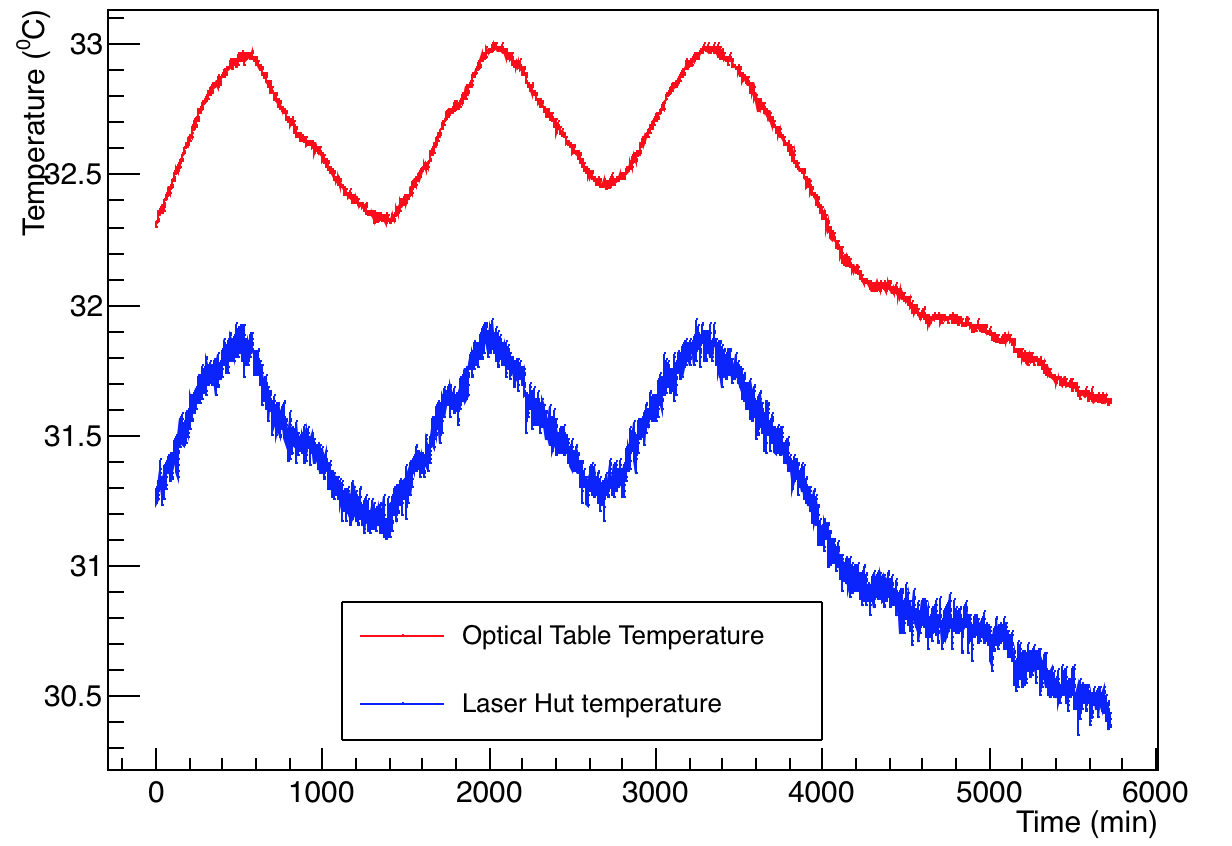 Temperature (⁰C)
33
32.5
32
31.5
31
30.5
Optical Table Temperature
Laser Hut temperature
0 1000 2000 3000 4000 5000 6000
Time (min)